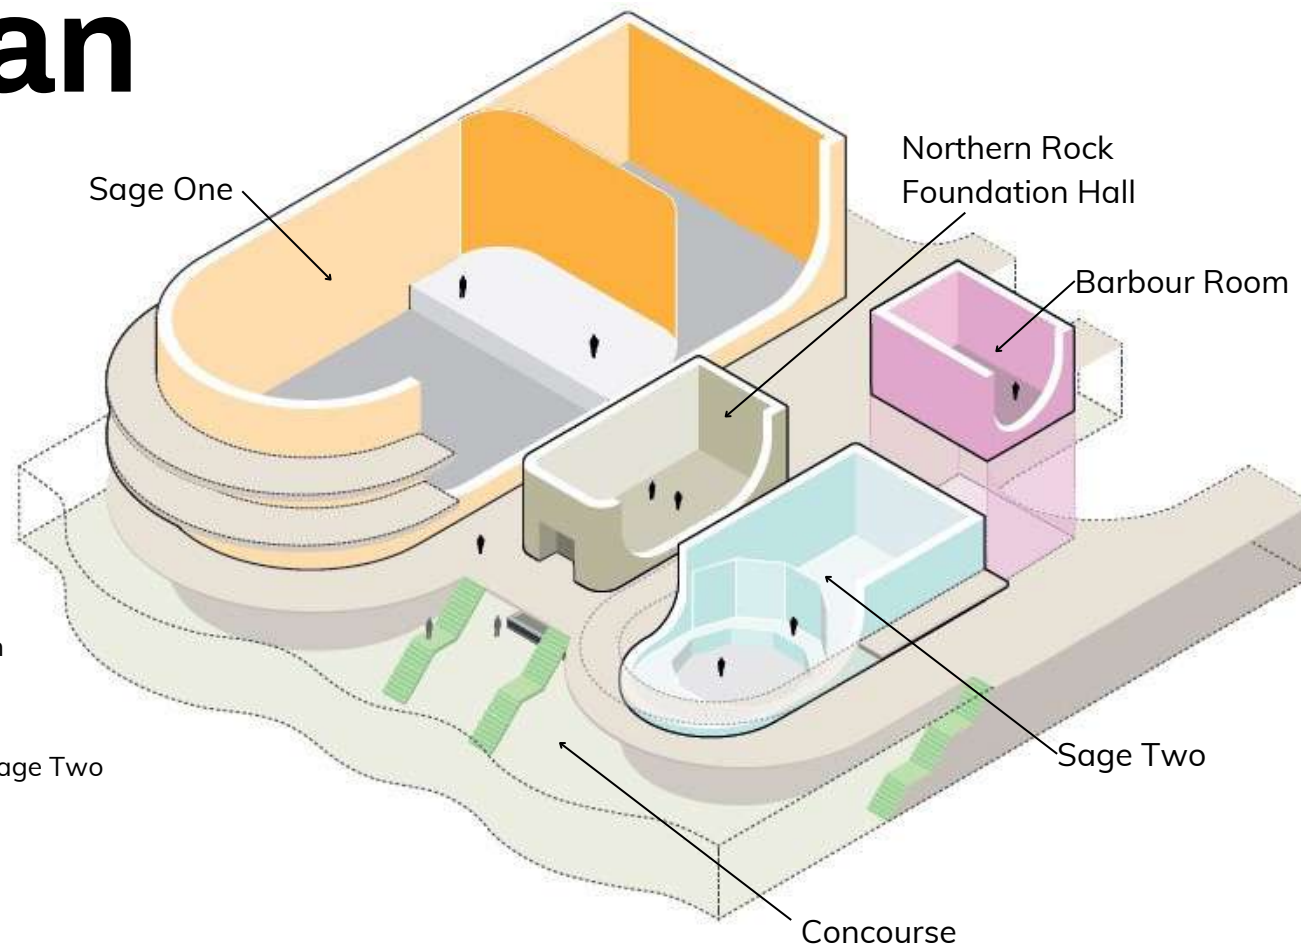 an
Northern Rock
Foundation Hall
Sage One
Barbour Room
n
age Two
Sage Two
Concourse